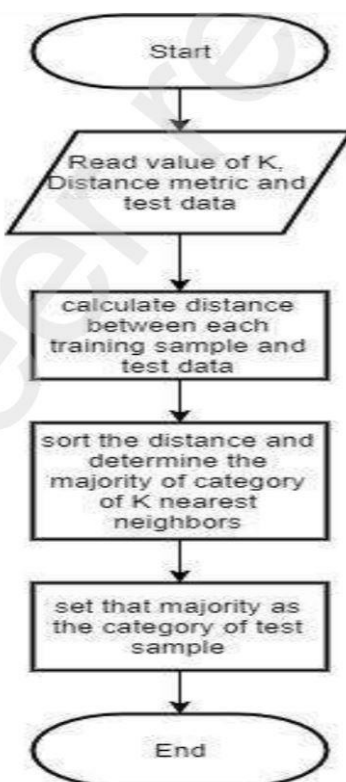 Start
Read value of K,
Distance metric and
test data
calculate distance
between each
training sample and
test data
sort the distance and
determine the
majority of category
of K nearest
neighbors
set that majority as
the category of test
sample
End